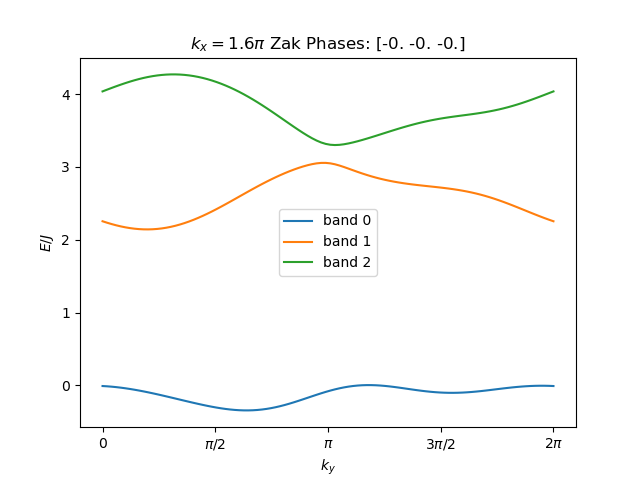 k_x = 1.6π Zak Phases: [-0. -0. -0.]
E/J
4
3
2
1
0
band 0
band 1
band 2
0 π/2 π 3π/2 2π
k_y